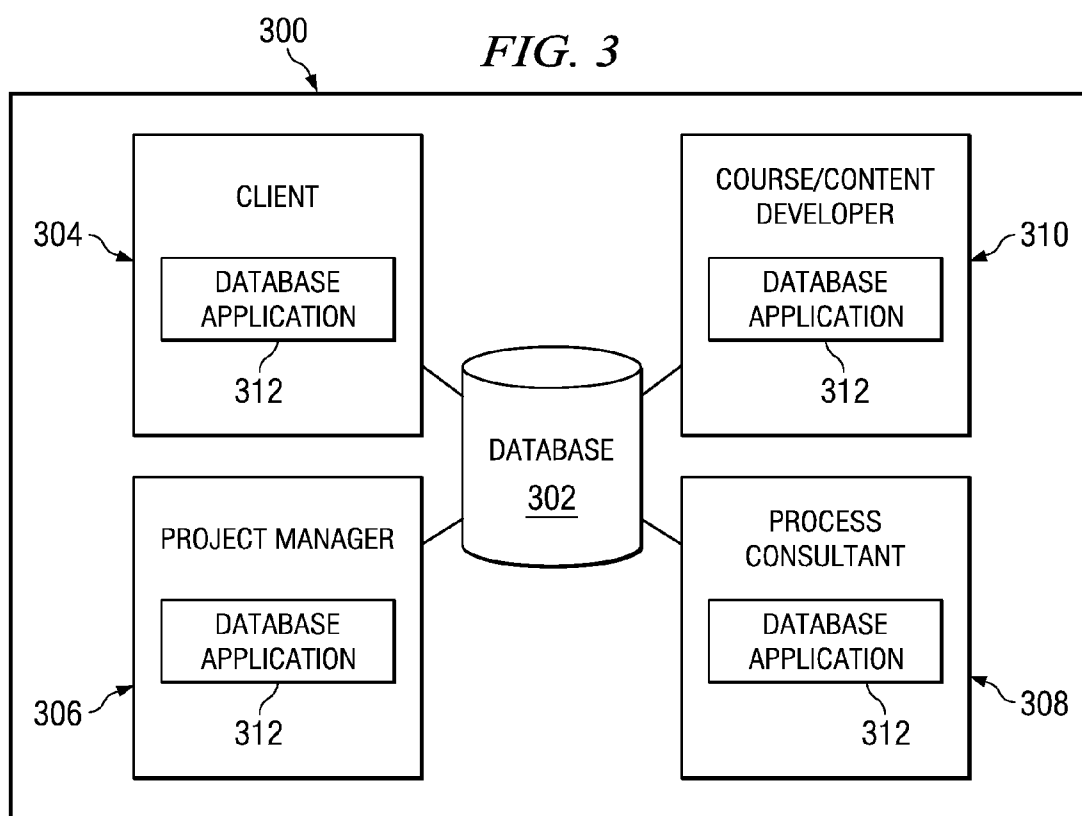 300
FIG. 3
CLIENT
304
DATABASE
APPLICATION
312
COURSE/CONTENT
DEVELOPER
310
DATABASE
APPLICATION
312
DATABASE
302
PROJECT MANAGER
306
DATABASE
APPLICATION
312
PROCESS
CONSULTANT
DATABASE
APPLICATION
308
312